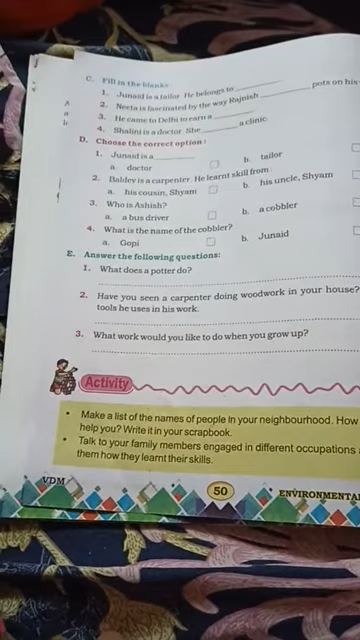 C. Fill in the blanks
1. Junaid is a tailor. He belongs to
2. Neeta is fascinated by the way Rajnish puts on his
3. He came to Delhi to earn a
4. Shalini is a doctor. She a clinic.
D. Choose the correct option :
1. Junaid is a
a. doctor b. tailor
2. Baldev is a carpenter. He learnt skill from :
a. his cousin, Shyam b. his uncle, Shyam
3. Who is Ashish?
a. a bus driver b. a cobbler
4. What is the name of the cobbler?
a. Gopi b. Junaid
E. Answer the following questions:
1. What does a potter do?
2. Have you seen a carpenter doing woodwork in your house?
tools he uses in his work.
3. What work would you like to do when you grow up?
Activity
• Make a list of the names of people in your neighbourhood. How
help you? Write it in your scrapbook.
• Talk to your family members engaged in different occupations
them how they learnt their skills.
VDM 50 ENVIRONMENTA